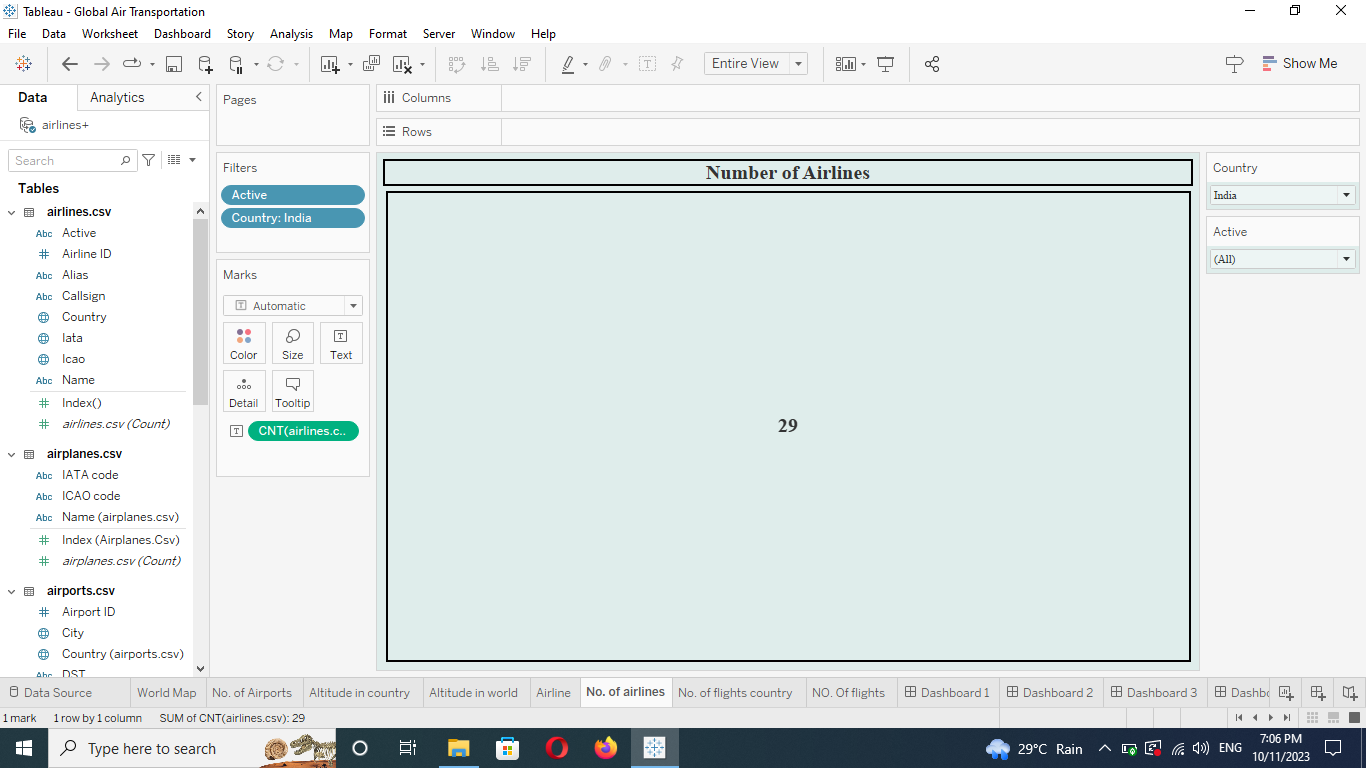 Tableau - Global Air Transportation
File Data Worksheet Dashboard Story Analysis Map Format Server Window Help
Entire View
Show Me
Data Analytics
Pages
Columns
airlines+
Rows
Search
Filters
Number of Airlines
Country
Tables
Active
India
airlines.csv
Country: India
Active
Active
Airline ID
(All)
Alias
Marks
Callsign
Automatic
Country
Iata
Color Size Text
Icao
Name
Detail Tooltip
Index()
airlines.csv (Count)
CNT(airlines.c..
29
airplanes.csv
IATA code
ICAO code
Name (airplanes.csv)
Index (Airplanes.Csv)
airplanes.csv (Count)
airports.csv
Airport ID
City
Country (airports.csv)
DST
Data Source World Map No. of Airports Altitude in country Altitude in world Airline No. of airlines No. of flights country NO. Of flights Dashboard 1 Dashboard 2 Dashboard 3 Dashbo
1 mark 1 row by 1 column SUM of CNT(airlines.csv): 29
Type here to search
29°C Rain
ENG
7:06 PM
10/11/2023